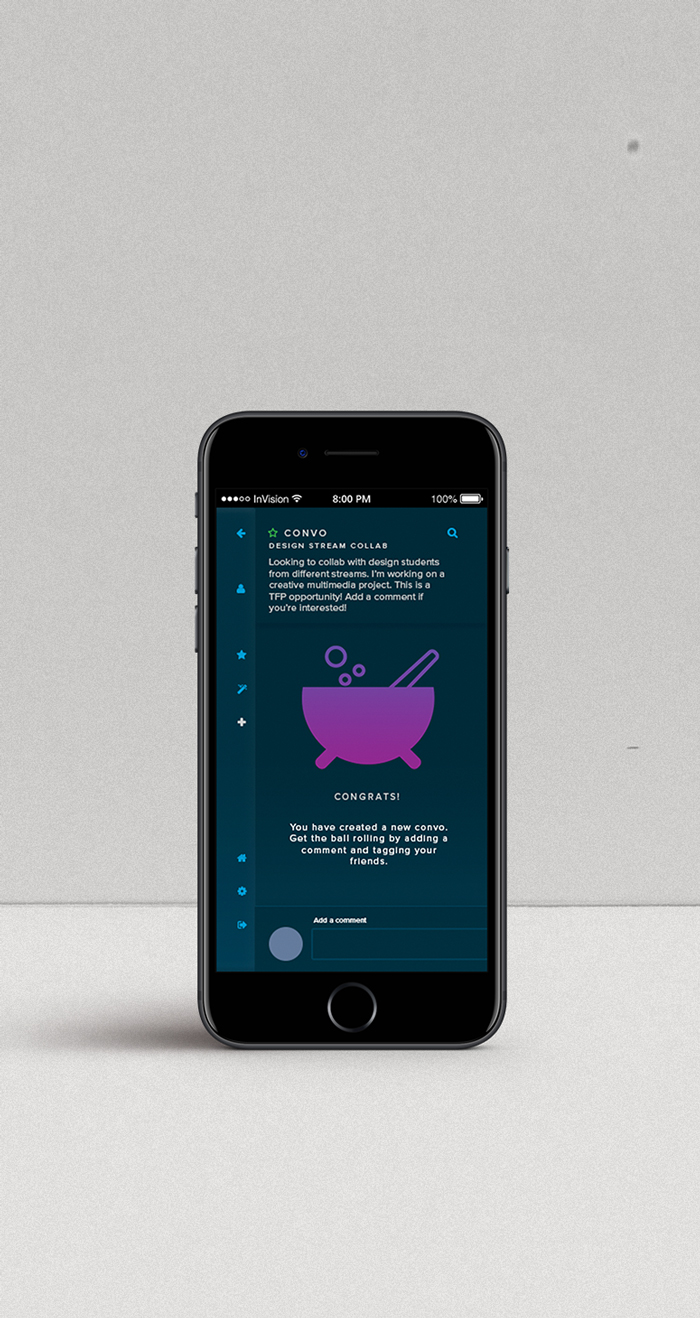 InVision 8:00 PM 100%
CONVO
DESIGN STREAM COLLAB
Looking to collab with design students
from different streams. I'm working on a
creative multimedia project. This is a
TFP opportunity! Add a comment if
you're interested!
CONGRATS!
You have created a new convo.
Get the ball rolling by adding a
comment and tagging your
friends.
Add a comment